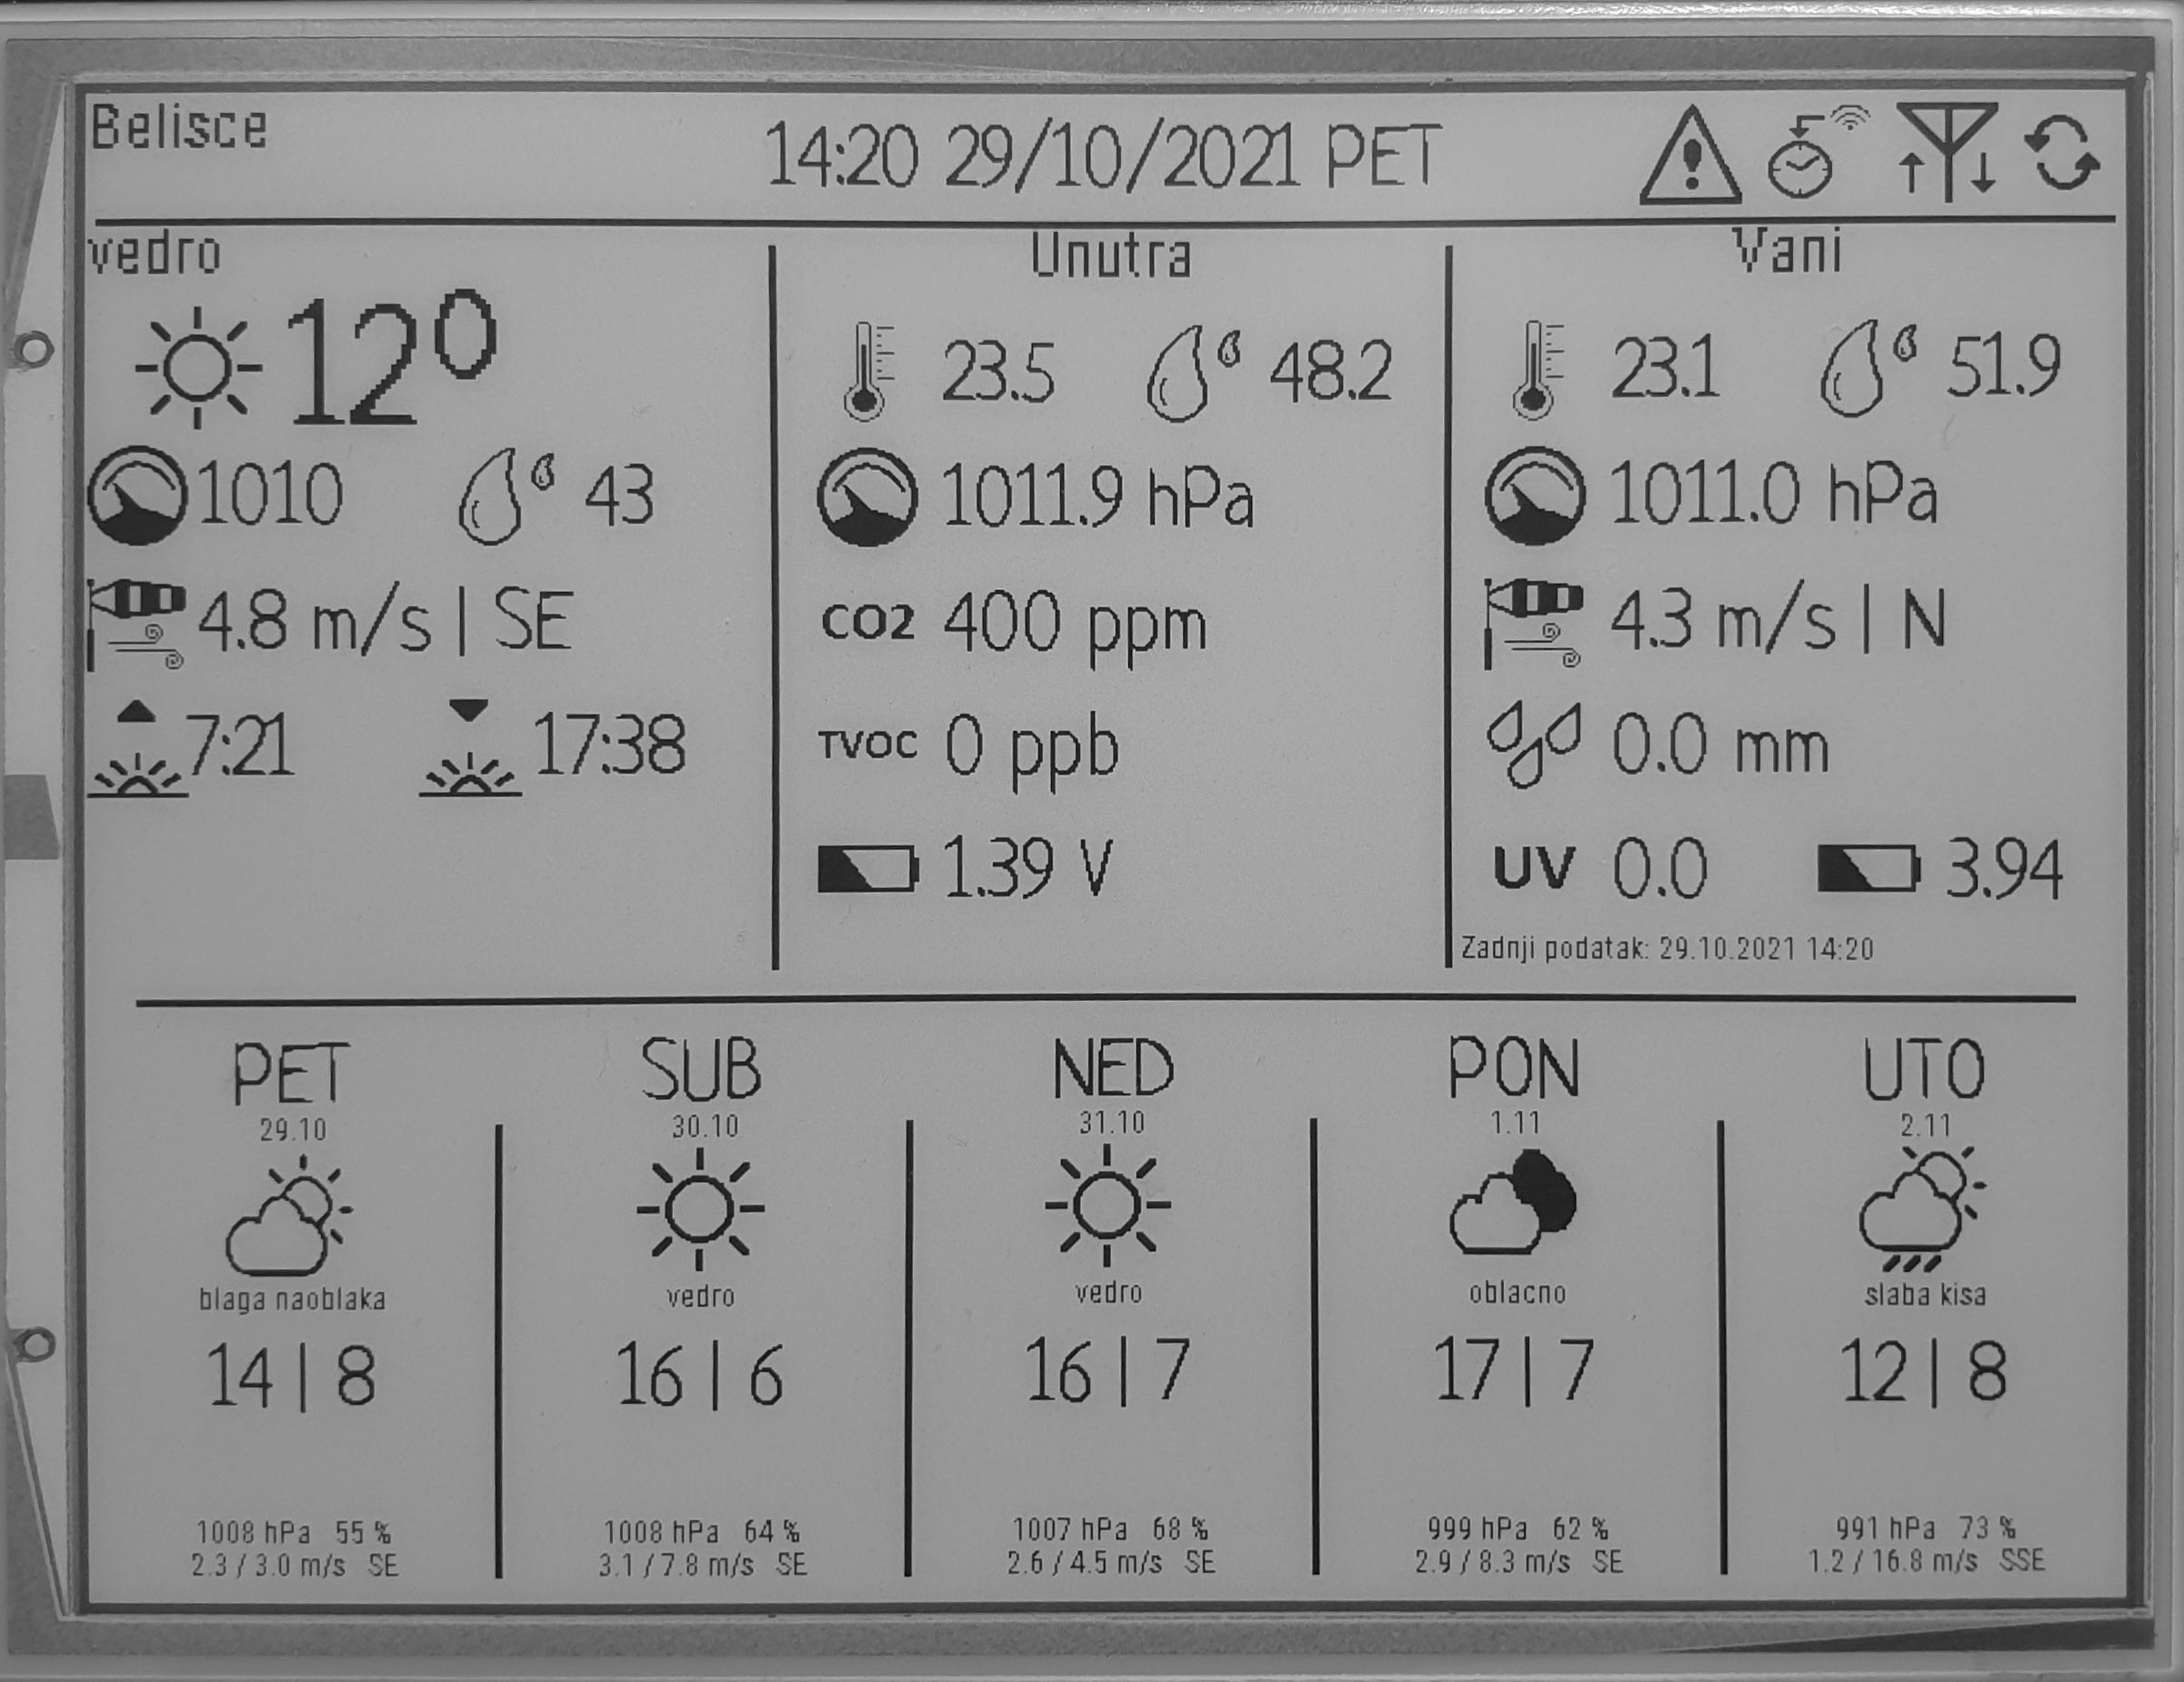 Belisce
14:20 29/10/2021 PET
vedro
12°
1010 43
4.8 m/s | SE
7:21 17:38
Unutra
23.5 48.2
1011.9 hPa
CO2 400 ppm
TVOC 0 ppb
1.39 V
Vani
23.1 51.9
1011.0 hPa
4.3 m/s | N
0.0 mm
UV 0.0 3.94
Zadnji podatak: 29.10.2021 14:20
PET
29.10
blaga naoblaka
14 | 8
1008 hPa 55 %
2.3 / 3.0 m/s SE
SUB
30.10
vedro
16 | 6
1008 hPa 64 %
3.1 / 7.8 m/s SE
NED
31.10
vedro
16 | 7
1007 hPa 68 %
2.6 / 4.5 m/s SE
PON
1.11
oblacno
17 | 7
999 hPa 62 %
2.9 / 8.3 m/s SE
UTO
2.11
slaba kisa
12 | 8
991 hPa 73 %
1.2 / 16.8 m/s SSE